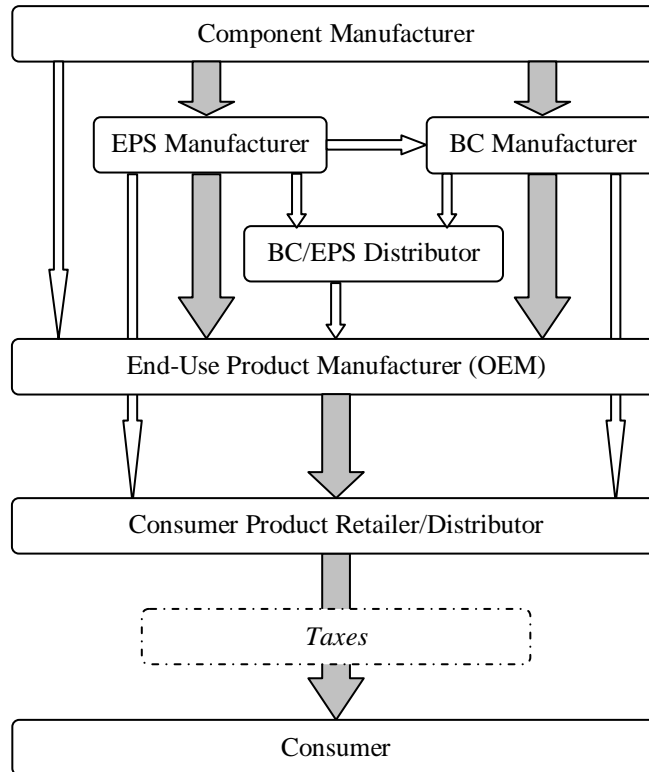 Component Manufacturer
EPS Manufacturer
BC Manufacturer
BC/EPS Distributor
End-Use Product Manufacturer (OEM)
Consumer Product Retailer/Distributor
Taxes
Consumer